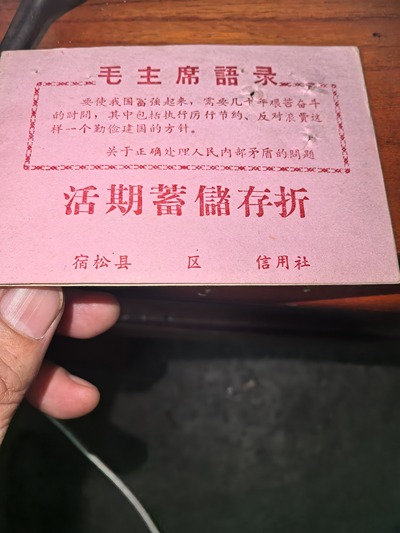 毛主席語录
要使我国富强起来，需要几十年艰苦奋斗
的时间，其中包括执行厉行节约、反对浪费这
样一个勤俭建国的方针。
关于正确处理人民内部矛盾的問題
活期蓄儲存折
宿松县 区 信用社